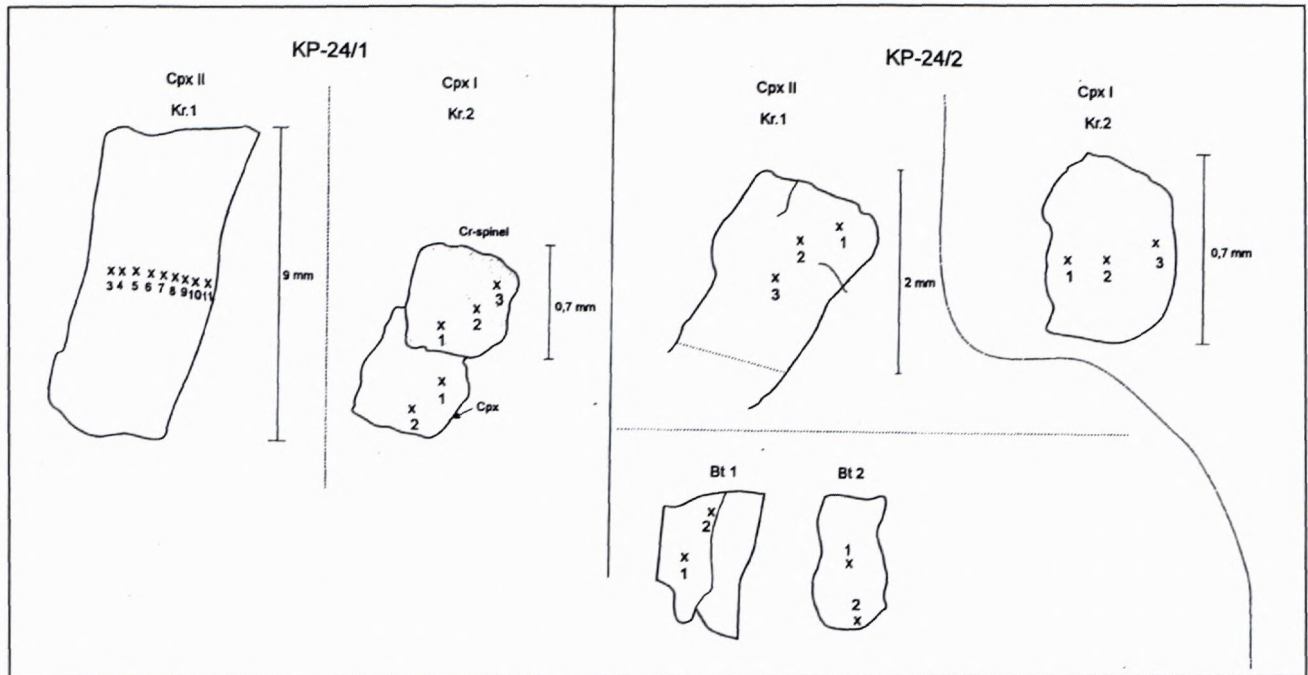 KP-24/1
Cpx II
Kr.1
9 mm
x x x x x x x x x x
3 4 5 6 7 8 9 10 11
Cpx I
Kr.2
Cr-spinel
x
3
x
2
x
1
0,7 mm
x
1
x
2
Cpx
KP-24/2
Cpx II
Kr.1
x
1
x
2
x
3
2 mm
Cpx I
Kr.2
x
3
x x
1 2
0,7 mm
Bt 1
x
2
x
1
Bt 2
1
x
2
x